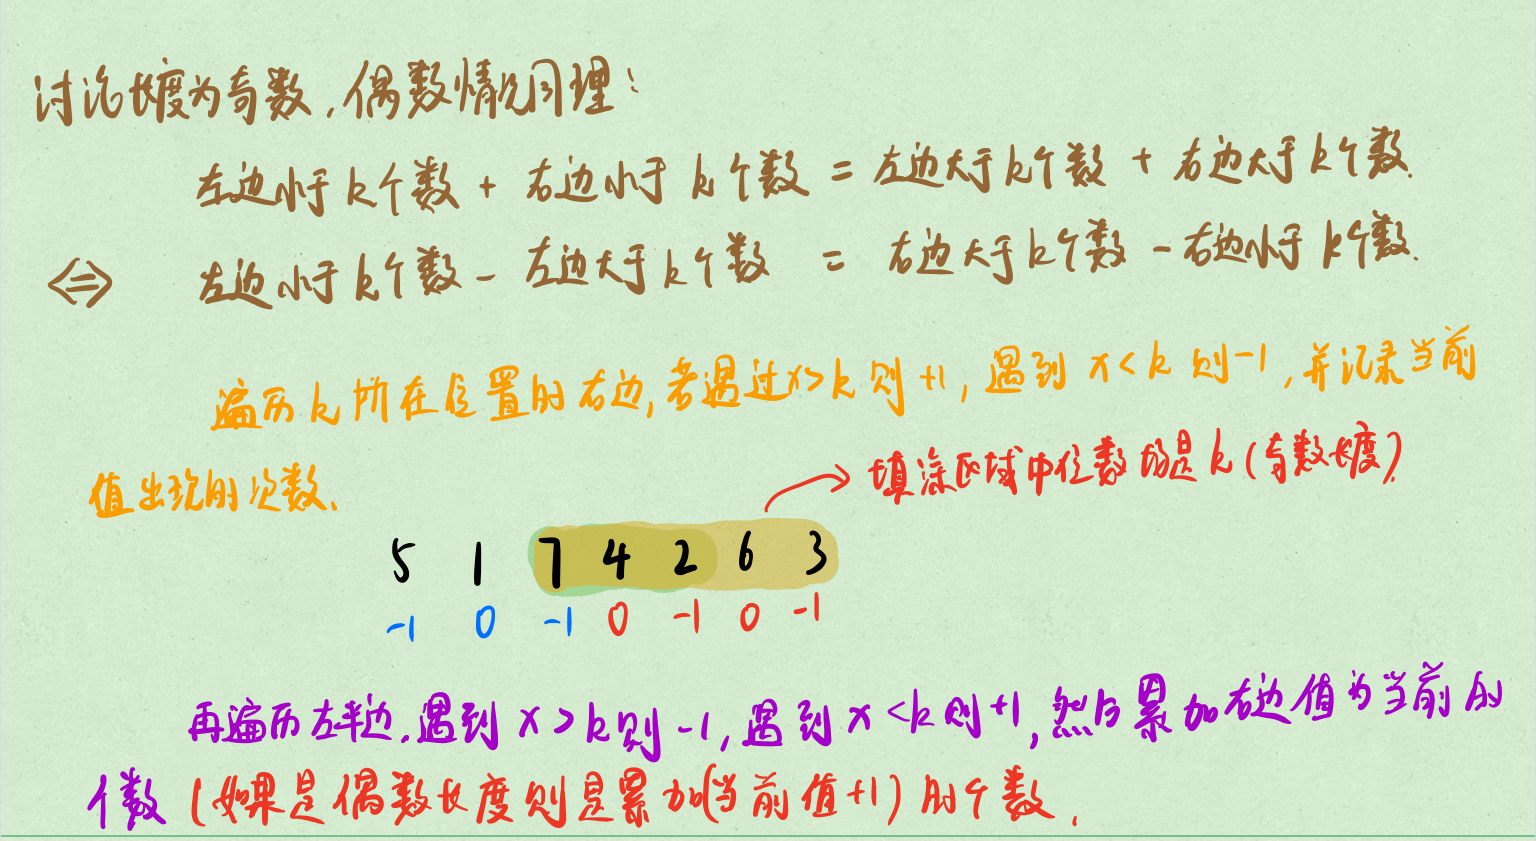 讨论长度为奇数，偶数情况同理：
左边小于k个数 + 右边小于k个数 = 左边大于k个数 + 右边大于k个数.
⇔ 左边小于k个数 - 左边大于k个数 = 右边大于k个数 - 右边小于k个数.
遍历k所在位置的右边,若遇过x>k则+1, 遇到x<k则-1,并记录当前
值出现的次数、
→ 填涂区域中位数均是k(奇数长度)
5 1 7 4 2 6 3
-1 0 -1 0 -1 0 -1
再遍历左半边.遇到x>k则-1,遇到x<k则+1,然后累加右边值为当前的
个数 (如果是偶数长度则是累加(当前值+1)的个数.